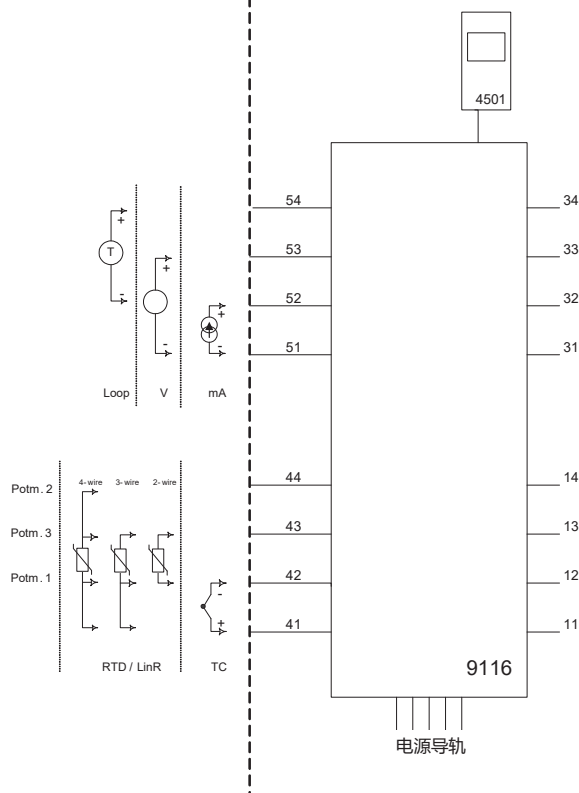 4501
54 34
T
+
53 33
+
-
52 32
+
-
51 31
-
Loop V mA
44 14
Potm. 2 4-wire 3-wire 2-wire
Potm. 3 43 13
Potm. 1 42 12
-
+
41 11
RTD / LinR TC 9116
电源导轨